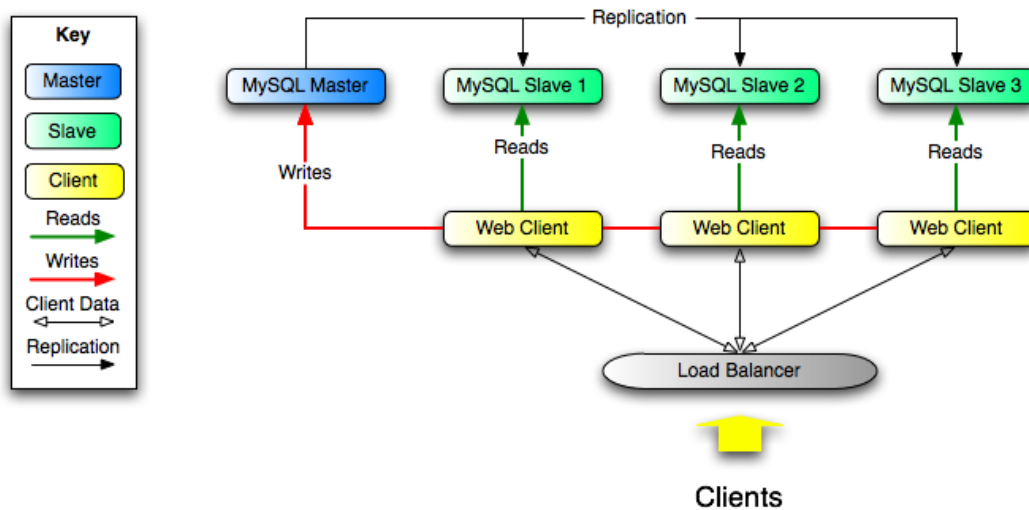 Key
Master
Slave
Client
Reads
Writes
Client Data
Replication
Replication
MySQL Master
MySQL Slave 1
MySQL Slave 2
MySQL Slave 3
Writes
Reads
Reads
Reads
Web Client
Web Client
Web Client
Load Balancer
Clients